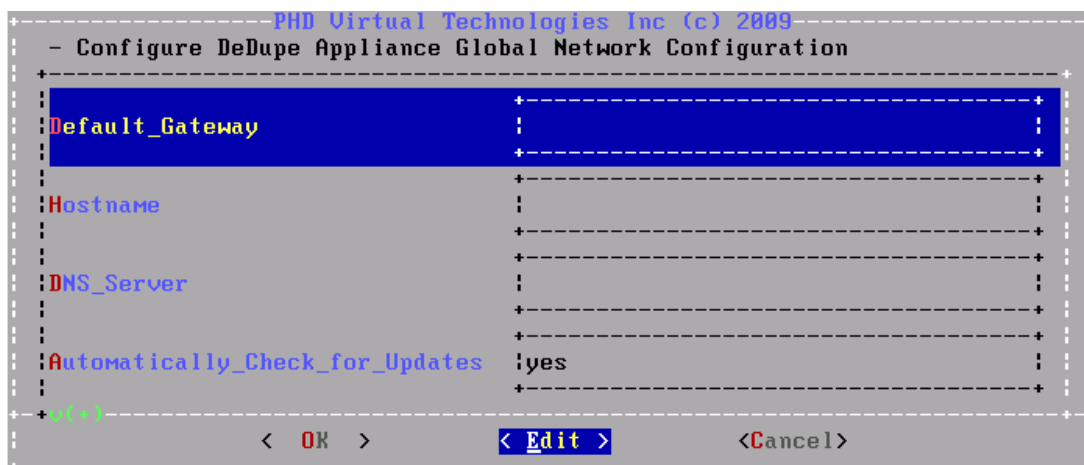 PHD Virtual Technologies Inc (c) 2009
- Configure DeDupe Appliance Global Network Configuration
Default_Gateway
Hostname
DNS_Server
Automatically_Check_for_Updates yes
v(+)
< OK > < Edit > <Cancel>